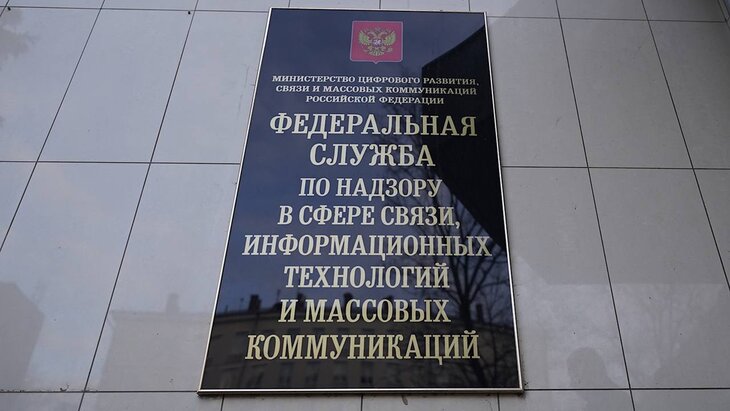 МИНИСТЕРСТВО ЦИФРОВОГО РАЗВИТИЯ,
СВЯЗИ И МАССОВЫХ КОММУНИКАЦИЙ
РОССИЙСКОЙ ФЕДЕРАЦИИ
ФЕДЕРАЛЬНАЯ
СЛУЖБА
ПО НАДЗОРУ
В СФЕРЕ СВЯЗИ,
ИНФОРМАЦИОННЫХ
ТЕХНОЛОГИЙ
И МАССОВЫХ
КОММУНИКАЦИЙ